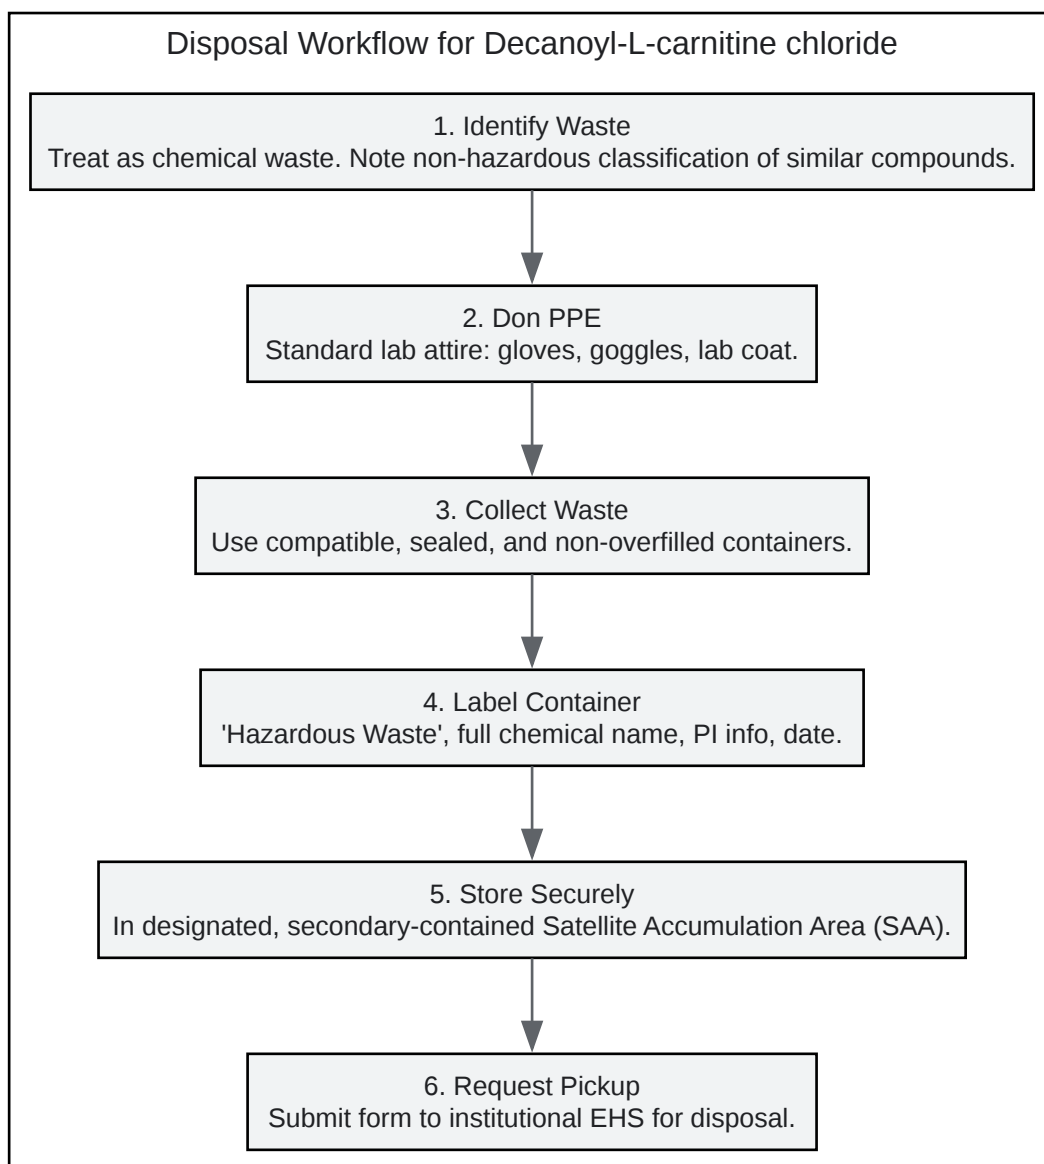 Disposal Workflow for Decanoyl-L-carnitine chloride
1. Identify Waste
Treat as chemical waste. Note non-hazardous classification of similar compounds.
2. Don PPE
Standard lab attire: gloves, goggles, lab coat.
3. Collect Waste
Use compatible, sealed, and non-overfilled containers.
4. Label Container
'Hazardous Waste', full chemical name, PI info, date.
5. Store Securely
In designated, secondary-contained Satellite Accumulation Area (SAA).
6. Request Pickup
Submit form to institutional EHS for disposal.